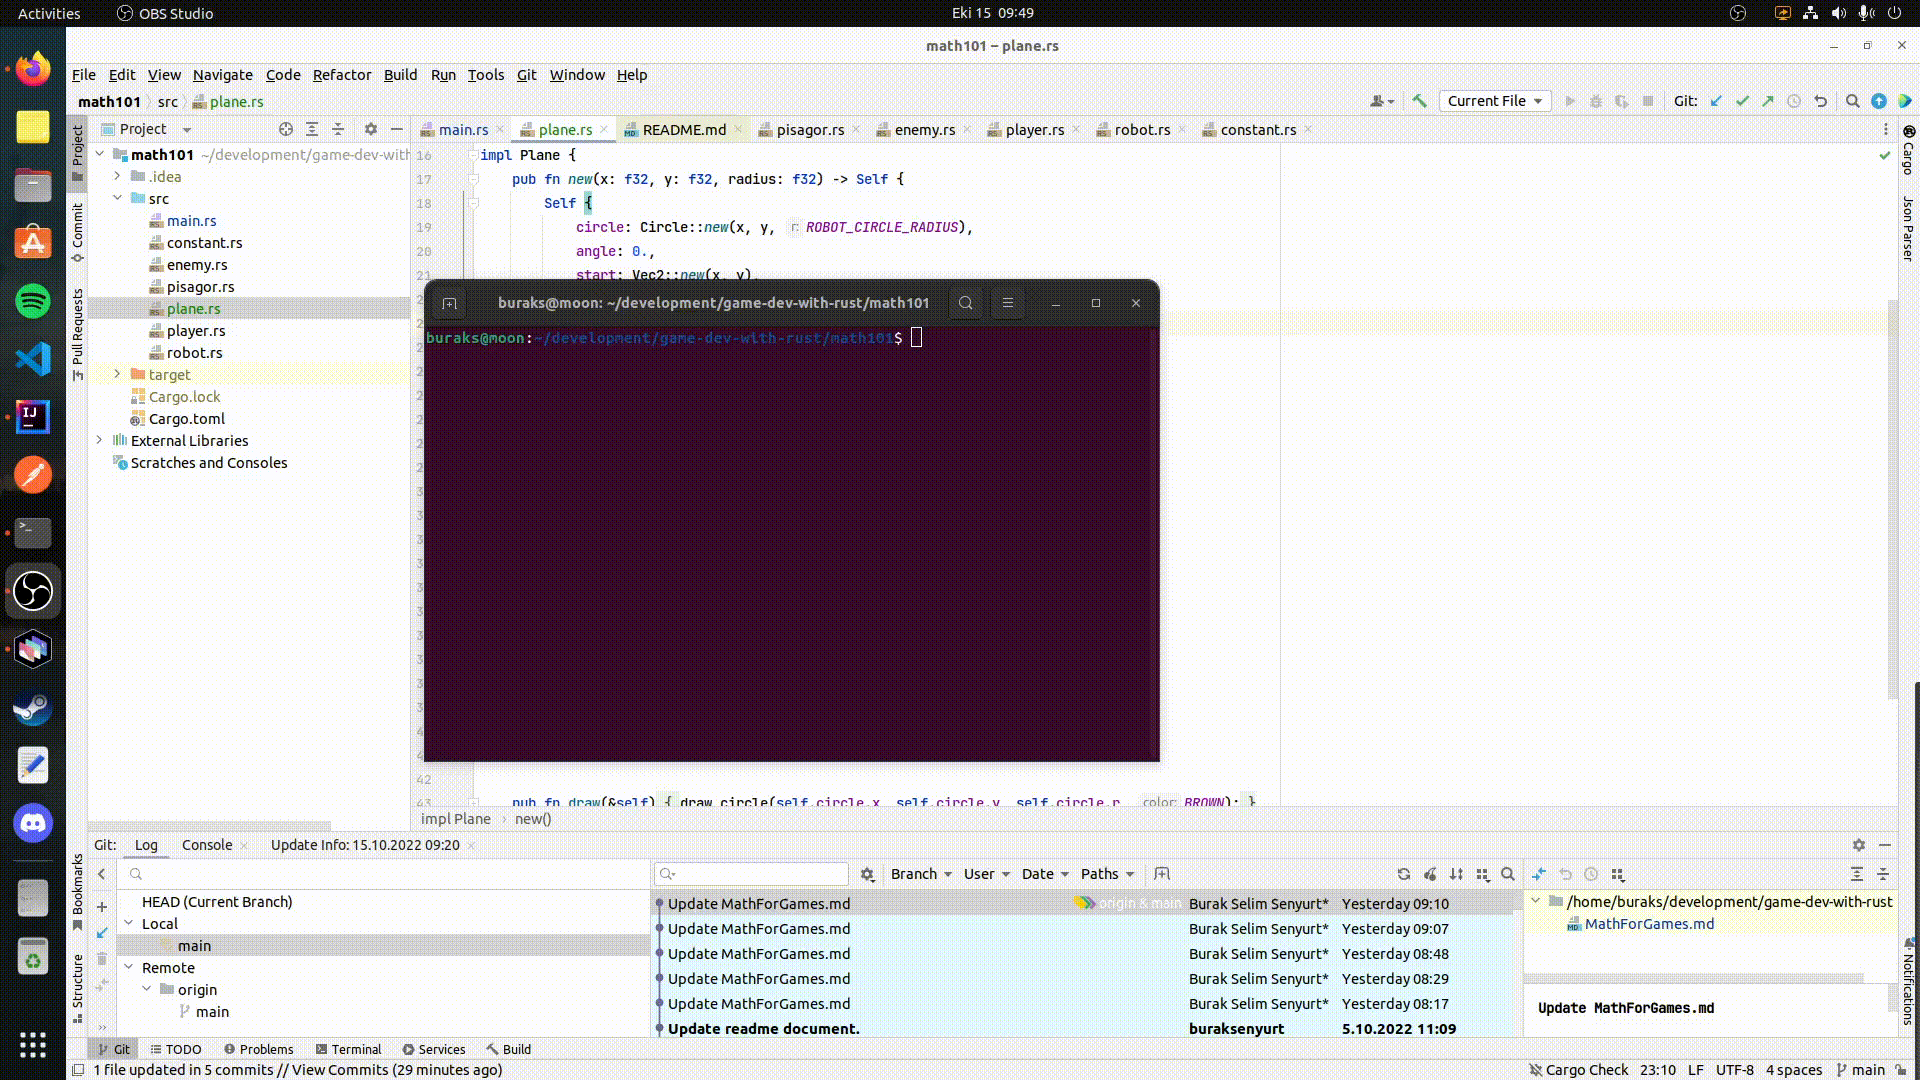 Activities
OBS Studio
Eki 15 09:49
math101 – plane.rs
File Edit View Navigate Code Refactor Build Run Tools Git Window Help
math101 src plane.rs
Current File
Git:
Project
Project
main.rs
plane.rs
README.md
pisagor.rs
enemy.rs
player.rs
robot.rs
constant.rs
Commit
Pull Requests
math101 ~/development/game-dev-with
.idea
src
main.rs
constant.rs
enemy.rs
pisagor.rs
plane.rs
player.rs
robot.rs
target
Cargo.lock
Cargo.toml
External Libraries
Scratches and Consoles
16 impl Plane {
17 pub fn new(x: f32, y: f32, radius: f32) -> Self {
18 Self {
19 circle: Circle::new(x, y, r: ROBOT_CIRCLE_RADIUS),
20 angle: 0.,
21 start: Vec2::new(x, y),
buraks@moon: ~/development/game-dev-with-rust/math101
buraks@moon:~/development/game-dev-with-rust/math101$
42
43 pub fn draw(&self) { draw_circle(self.circle.x, self.circle.y, self.circle.r, color: BROWN); }
impl Plane
new()
Cargo
Json Parser
Notifications
Bookmarks
Structure
Git:
Log
Console
Update Info: 15.10.2022 09:20
HEAD (Current Branch)
Local
main
Remote
origin
main
Branch
User
Date
Paths
Update MathForGames.md origin & main Burak Selim Senyurt* Yesterday 09:10
Update MathForGames.md Burak Selim Senyurt* Yesterday 09:07
Update MathForGames.md Burak Selim Senyurt* Yesterday 08:48
Update MathForGames.md Burak Selim Senyurt* Yesterday 08:29
Update MathForGames.md Burak Selim Senyurt* Yesterday 08:17
Update readme document. buraksenyurt 5.10.2022 11:09
/home/buraks/development/game-dev-with-rust
MathForGames.md
Update MathForGames.md
Git
TODO
Problems
Terminal
Services
Build
1 file updated in 5 commits // View Commits (29 minutes ago)
Cargo Check 23:10 LF UTF-8 4 spaces main